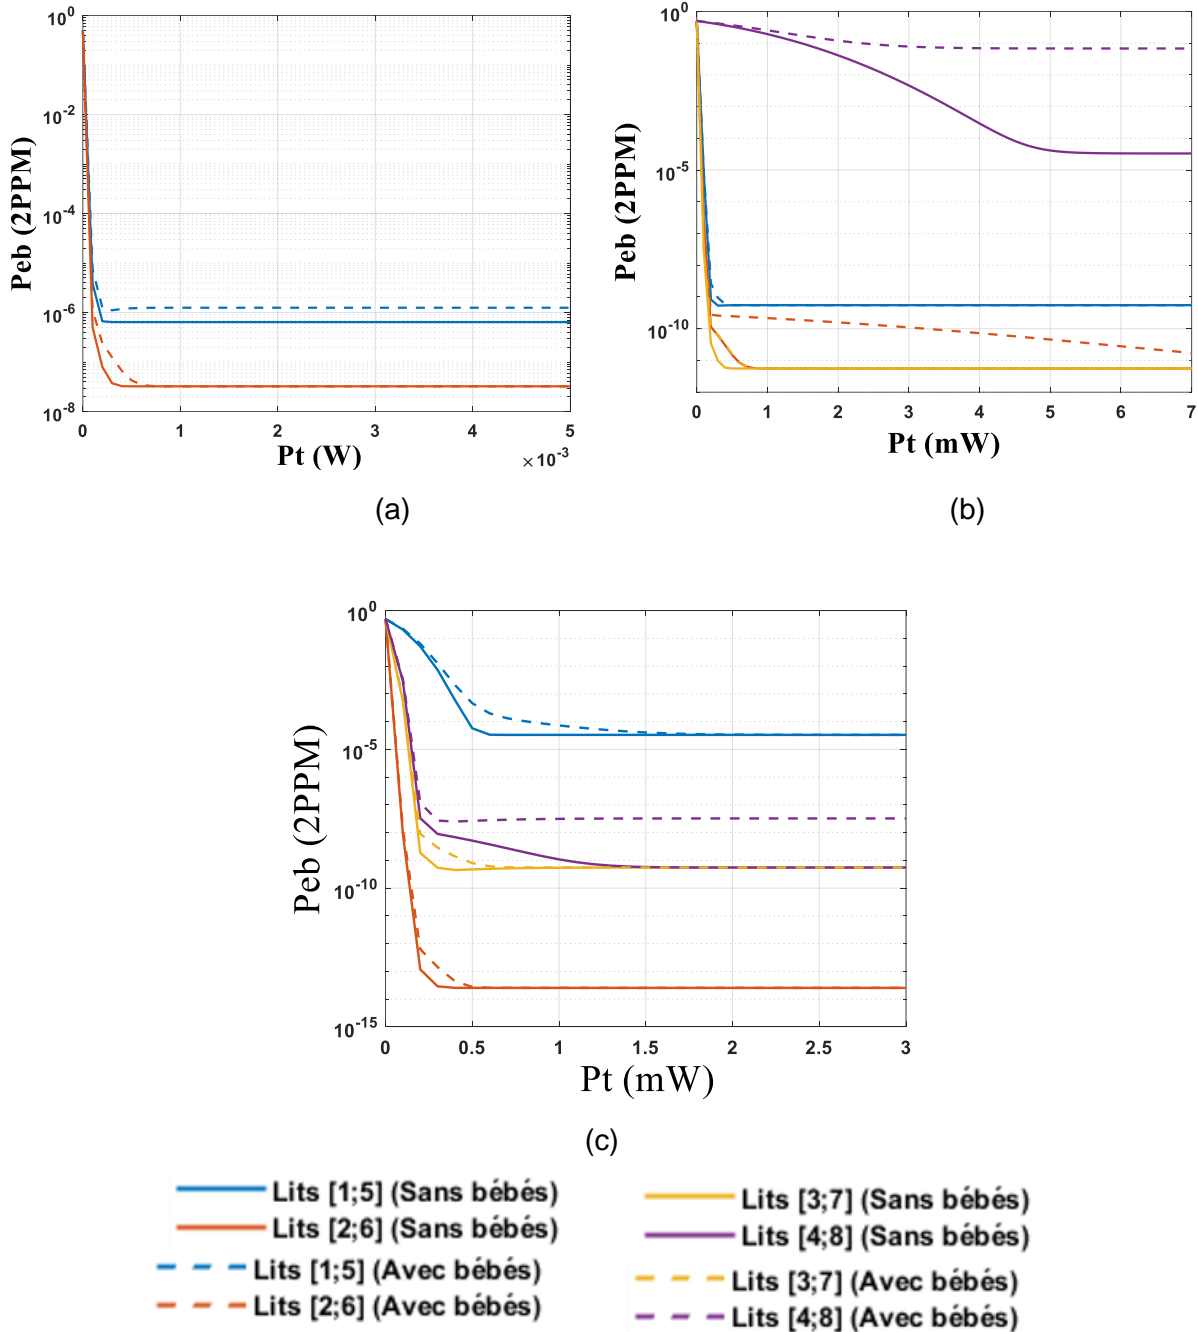 10^0
10^-2
10^-4
10^-6
10^-8
Peb (2PPM)
0 1 2 3 4 5
Pt (W)
×10^-3
(a)
10^0
10^-5
10^-10
Peb (2PPM)
0 1 2 3 4 5 6 7
Pt (mW)
(b)
10^0
10^-5
10^-10
10^-15
Peb (2PPM)
0 0.5 1 1.5 2 2.5 3
Pt (mW)
(c)
Lits [1;5] (Sans bébés)
Lits [2;6] (Sans bébés)
Lits [1;5] (Avec bébés)
Lits [2;6] (Avec bébés)
Lits [3;7] (Sans bébés)
Lits [4;8] (Sans bébés)
Lits [3;7] (Avec bébés)
Lits [4;8] (Avec bébés)